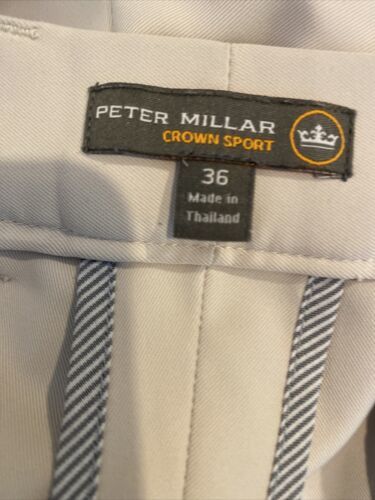 PETER MILLAR
CROWN SPORT
36
Made in
Thailand